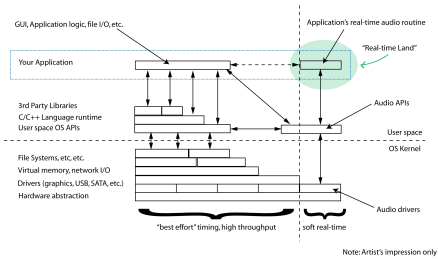 GUI, Application logic, file I/O, etc.
Application's real-time audio routine
Your Application
"Real-time Land"
3rd Party Libraries
C/C++ Language runtime
User space OS APIs
Audio APIs
User space
OS Kernel
File Systems, etc, etc.
Virtual memory, network I/O
Drivers (graphics, USB, SATA, etc.)
Hardware abstraction
Audio drivers
"best effort" timing, high throughput
soft real-time
Note: Artist's impression only